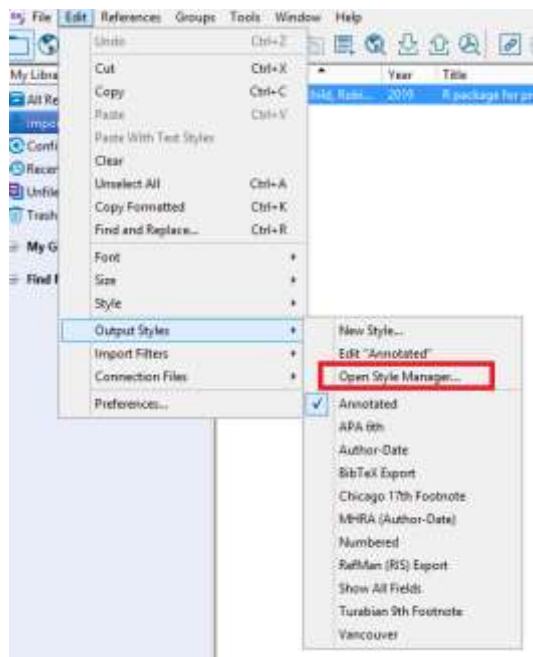 File Edit References Groups Tools Window Help
Undo Ctrl+Z
Cut Ctrl+X
Copy Ctrl+C
Paste Ctrl+V
Paste With Text Styles
Clear
Unselect All Ctrl+A
Copy Formatted Ctrl+K
Find and Replace... Ctrl+R
Font
Size
Style
Output Styles
Import Filters
Connection Files
Preferences...
New Style...
Edit "Annotated"
Open Style Manager...
Annotated
APA 6th
Author-Date
BibTeX Export
Chicago 17th Footnote
MHRA (Author-Date)
Numbered
RefMan (RIS) Export
Show All Fields
Turabian 9th Footnote
Vancouver
My Libra
All Re
Impo
Confi
Recen
Unfile
Trash
My G
Find F
Year Title
2019 R package for pr